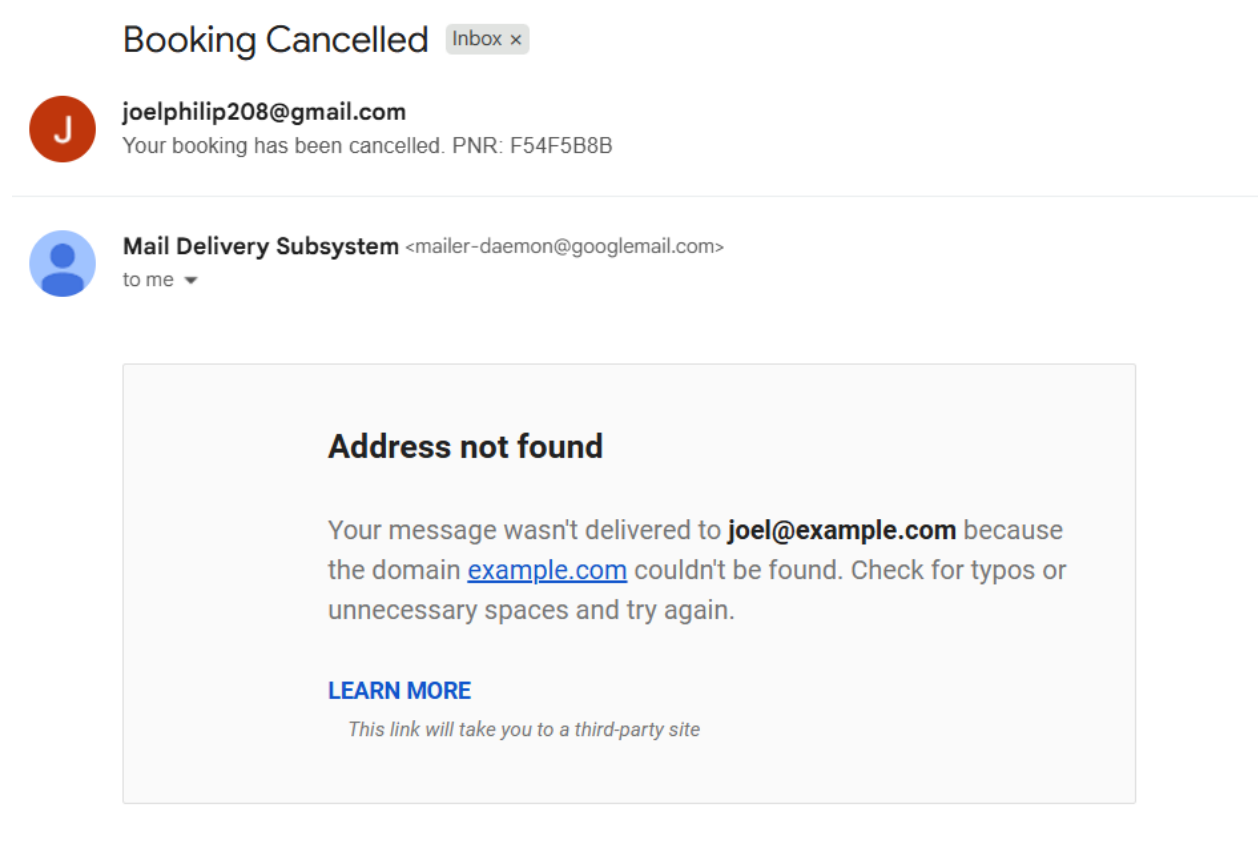 Booking Cancelled Inbox ×
J
joelphilip208@gmail.com
Your booking has been cancelled. PNR: F54F5B8B
Mail Delivery Subsystem <mailer-daemon@googlemail.com>
to me
Address not found
Your message wasn't delivered to joel@example.com because
the domain example.com couldn't be found. Check for typos or
unnecessary spaces and try again.
LEARN MORE
This link will take you to a third-party site